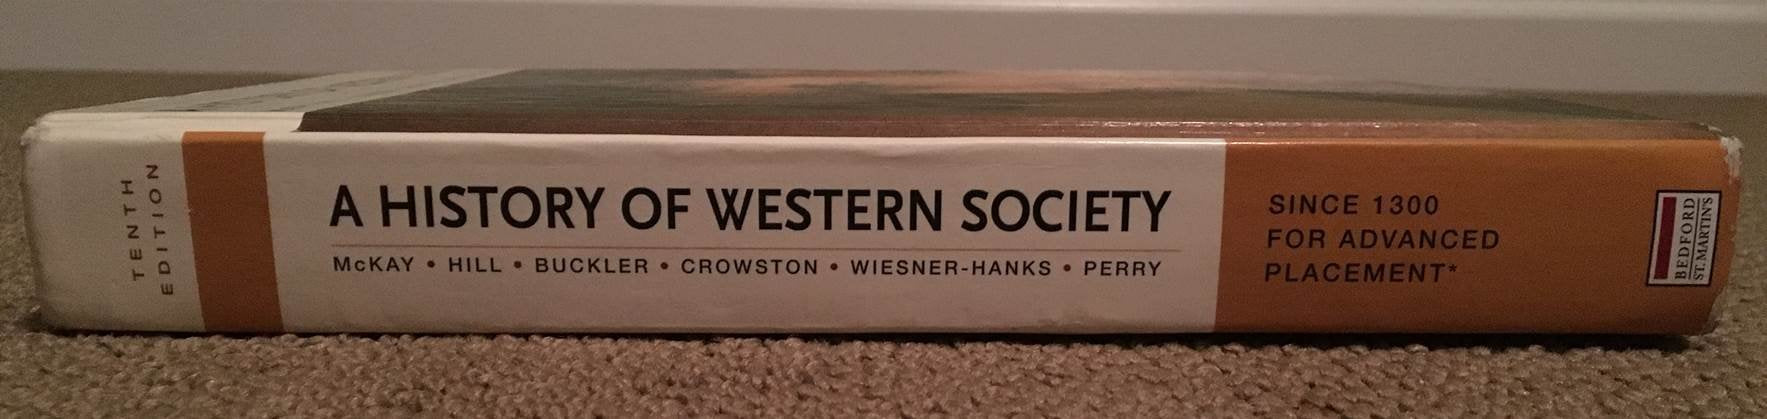 TENTH
EDITION
A HISTORY OF WESTERN SOCIETY
McKAY • HILL • BUCKLER • CROWSTON • WIESNER-HANKS • PERRY
SINCE 1300
FOR ADVANCED
PLACEMENT*
BEDFORD
ST. MARTIN'S